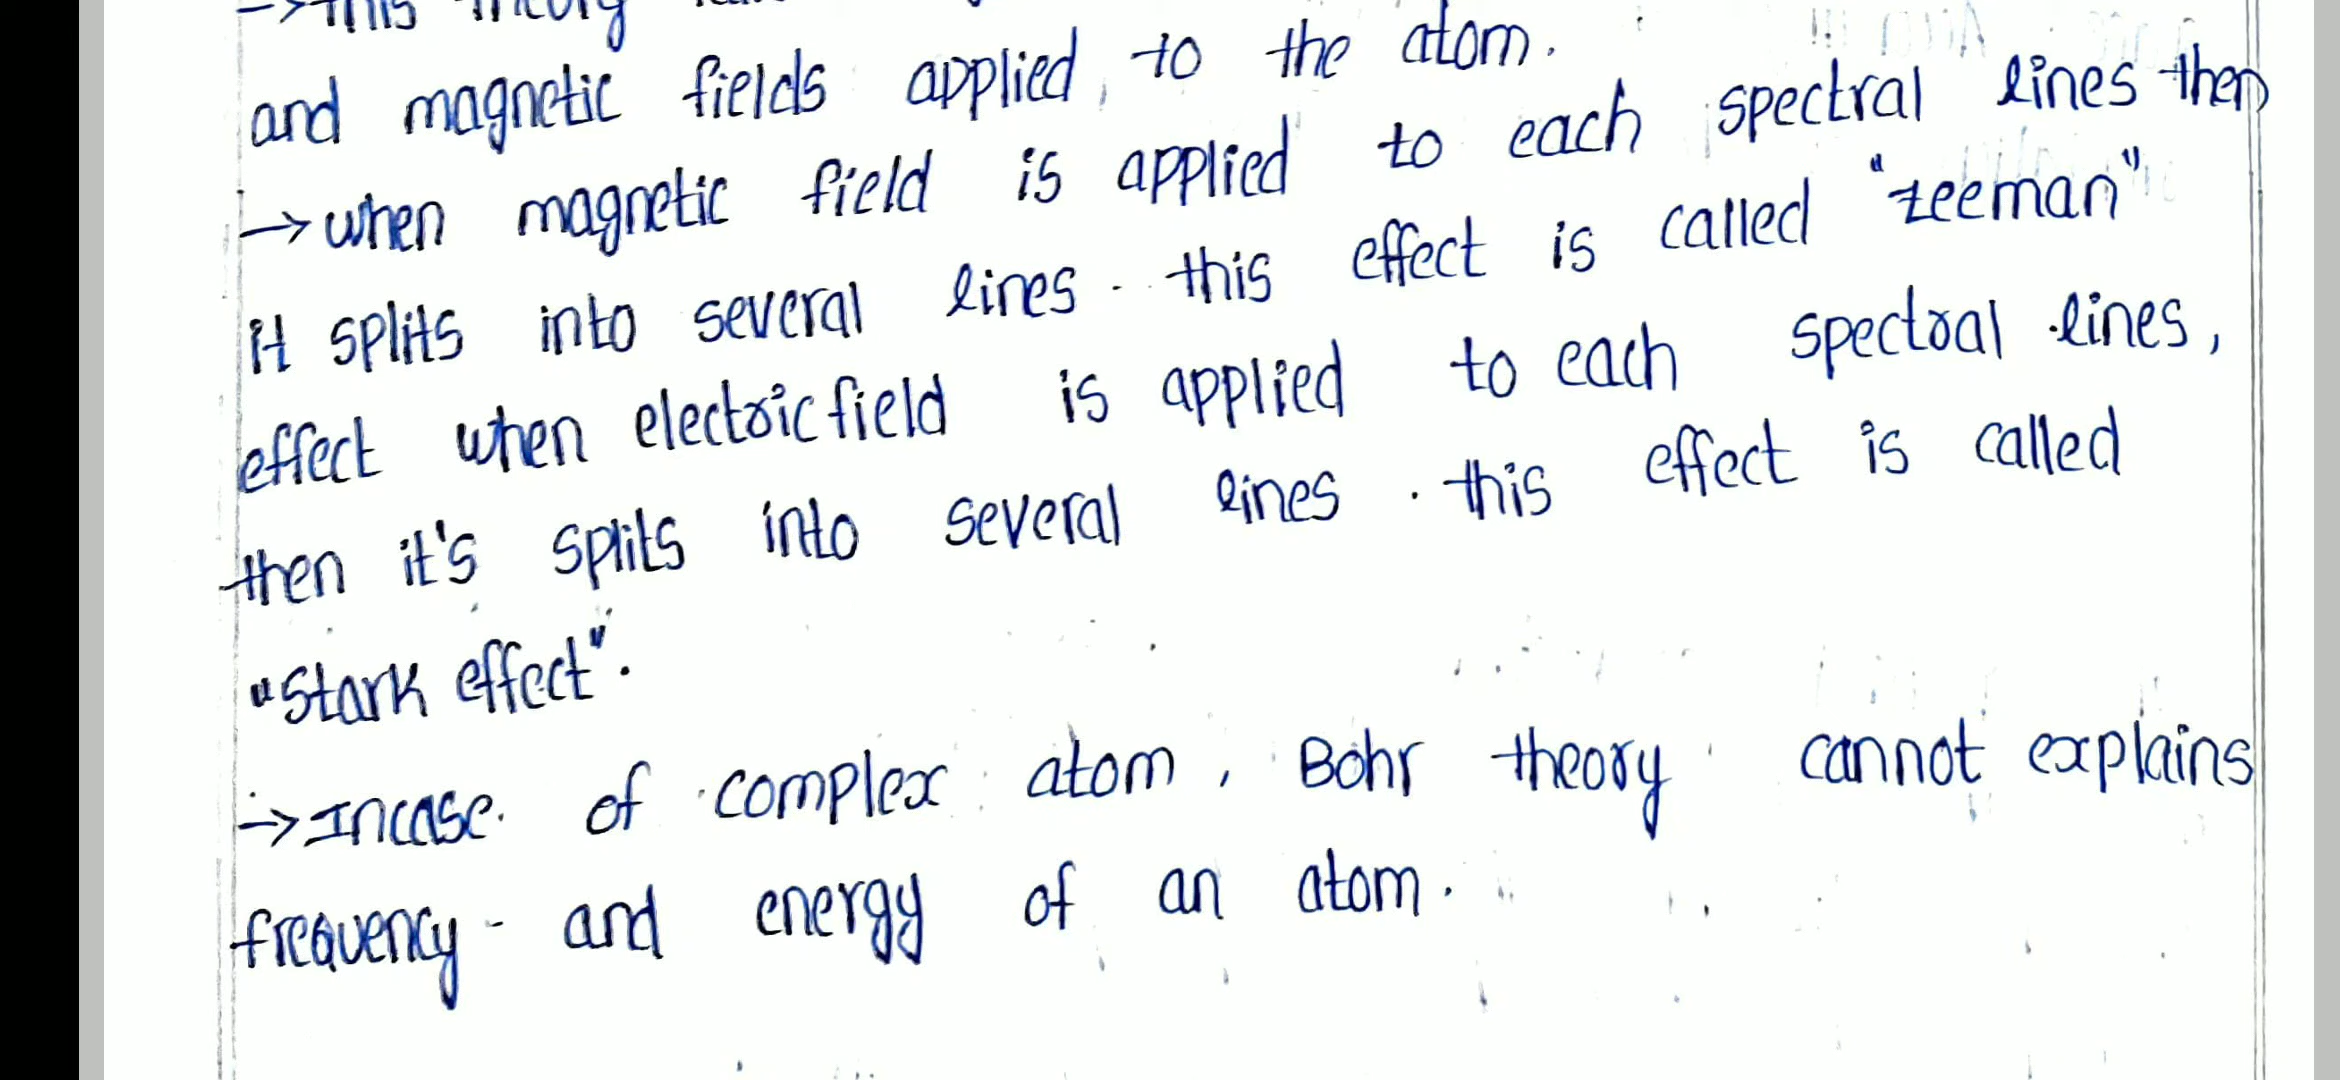 →This theory
and magnetic fields applied to the atom.
→when magnetic field is applied to each spectral lines then
it splits into several lines. this effect is called "zeeman"
effect when electric field is applied to each spectral lines,
then it's splits into several lines. this effect is called
"Stark effect".
→Incase of complex atom, Bohr theory cannot explains
frequency and energy of an atom.